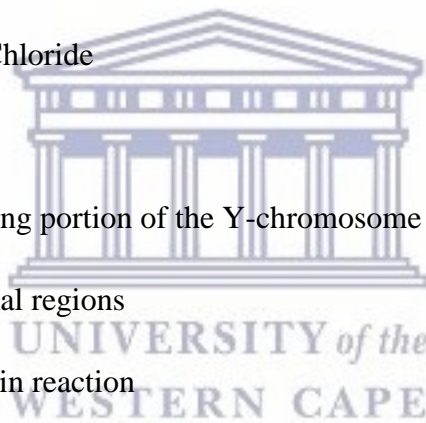 Chloride
ng portion of the Y-chromosome
al regions
UNIVERSITY of the
in reaction
WESTERN CAPE